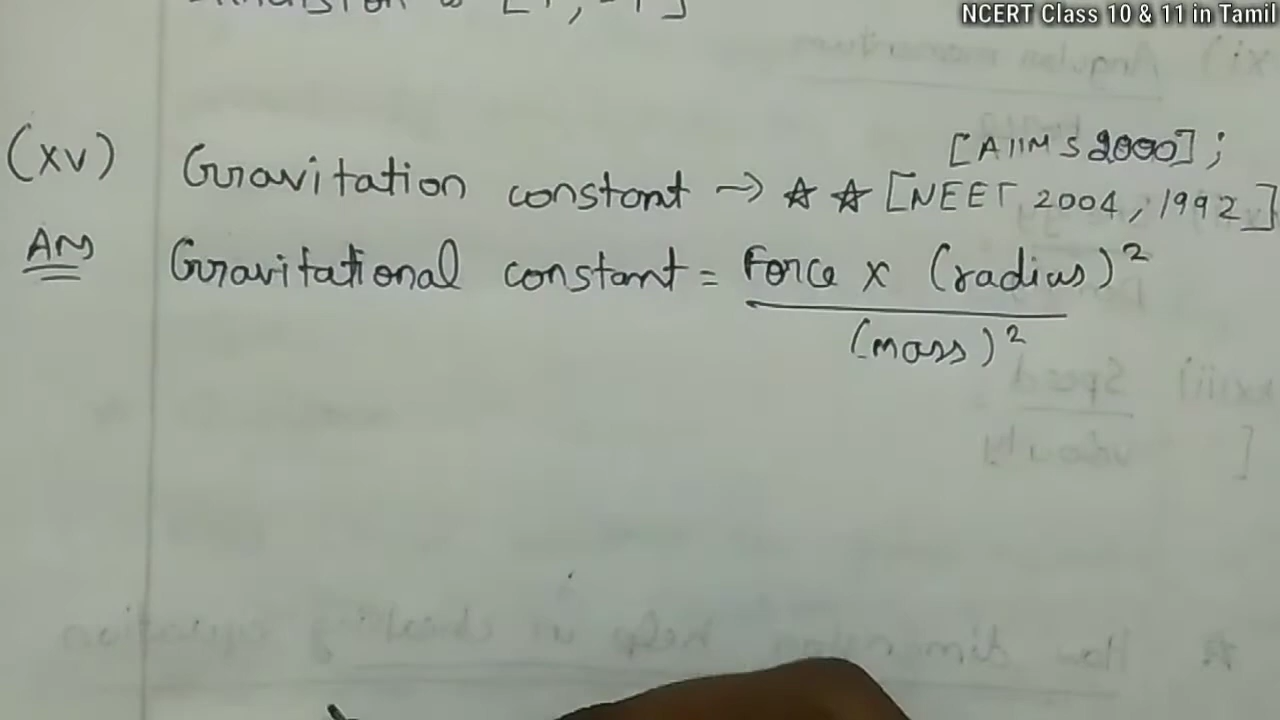 NCERT Class 10 & 11 in Tamil
(xv) Gravitation constant → ☆ ☆ [AIIMS 2000] ;
[NEET 2004, 1992]
Ans Gravitational constant = Force x (radius)²
(mass)²